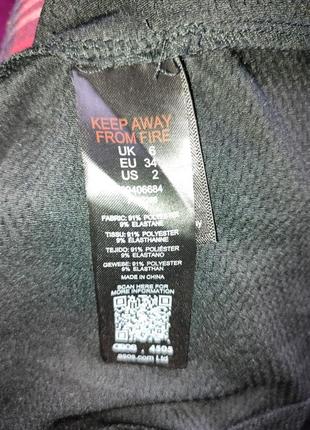 KEEP AWAY
FROM FIRE
UK 6
EU 34
US 2
FABRIC: 91% POLYESTER
9% ELASTANE
TISSU: 91% POLYESTER
9% ELASTHANNE
TEJIDO: 91% POLIÉSTER
9% ELASTANO
GEWEBE: 91% POLYESTER
9% ELASTHAN
MADE IN CHINA
SCAN HERE FOR
MORE INFORMATION
asos 4505
asos.com Ltd